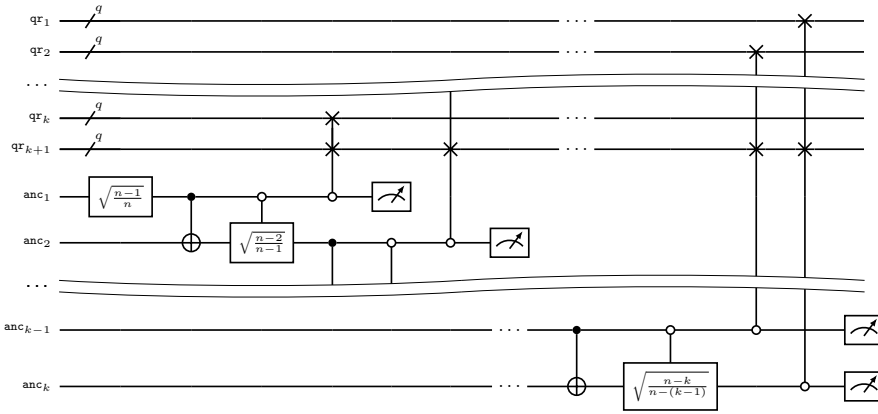 qr₁ q
qr₂ q ...
...
qrₖ q ...
qrₖ₊₁ q ...
anc₁ √((n−1)/n)
anc₂ √((n−2)/(n−1))
...
ancₖ₋₁ ...
ancₖ ... √((n−k)/(n−(k−1)))